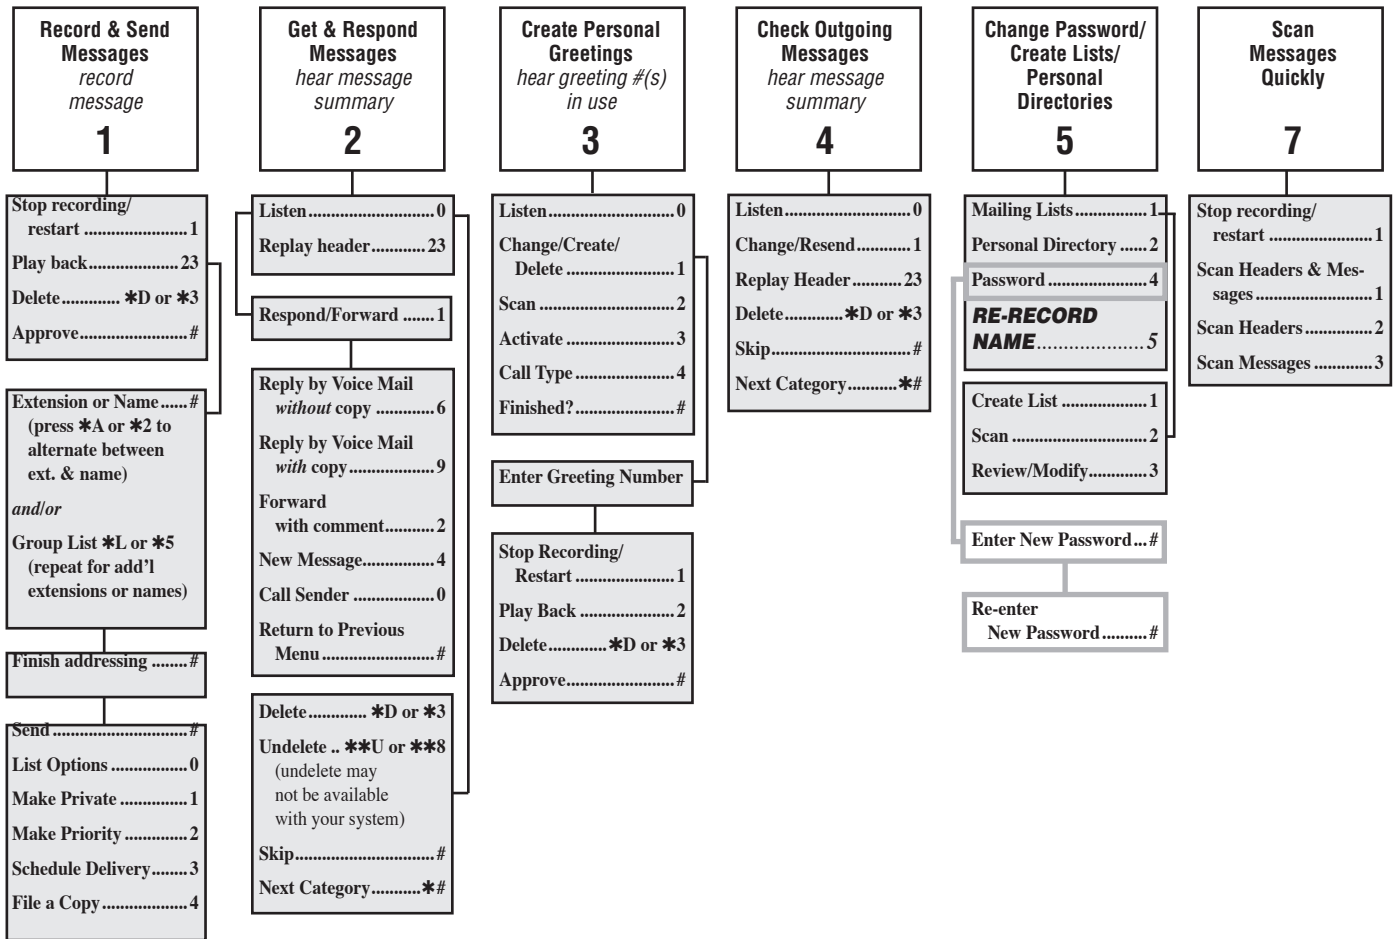 Record & Send
Messages
record
message
1
Stop recording/
restart ..................1
Play back................23
Delete............. ✱D or ✱3
Approve.......................#
Extension or Name......#
(press ✱A or ✱2 to
alternate between
ext. & name)
and/or
Group List ✱L or ✱5
(repeat for add'l
extensions or names)
Finish addressing ........#
Send .............................#
List Options ................0
Make Private ...............1
Make Priority ..............2
Schedule Delivery........3
File a Copy...................4
Get & Respond
Messages
hear message
summary
2
Listen............................0
Replay header............23
Respond/Forward .......1
Reply by Voice Mail
without copy ............6
Reply by Voice Mail
with copy..................9
Forward
with comment...........2
New Message................4
Call Sender ..................0
Return to Previous
Menu ........................#
Delete............. ✱D or ✱3
Undelete .. ✱✱U or ✱✱8
(undelete may
not be available
with your system)
Skip...............................#
Next Category...........✱#
Create Personal
Greetings
hear greeting #(s)
in use
3
Listen............................0
Change/Create/
Delete ......................1
Scan ..............................2
Activate ........................3
Call Type ......................4
Finished?......................#
Enter Greeting Number
Stop Recording/
Restart ......................1
Play Back .....................2
Delete.............✱D or ✱3
Approve........................#
Check Outgoing
Messages
hear message
summary
4
Listen............................0
Change/Resend............1
Replay Header...........23
Delete.............✱D or ✱3
Skip...............................#
Next Category...........✱#
Change Password/
Create Lists/
Personal
Directories
5
Mailing Lists................1
Personal Directory ......2
Password ......................4
RE-RECORD
NAME......................5
Create List ...................1
Scan ..............................2
Review/Modify.............3
Enter New Password...#
Re-enter
New Password..........#
Scan
Messages
Quickly
7
Stop recording/
restart ......................1
Scan Headers & Mes-
sages ..........................1
Scan Headers...............2
Scan Messages.............3